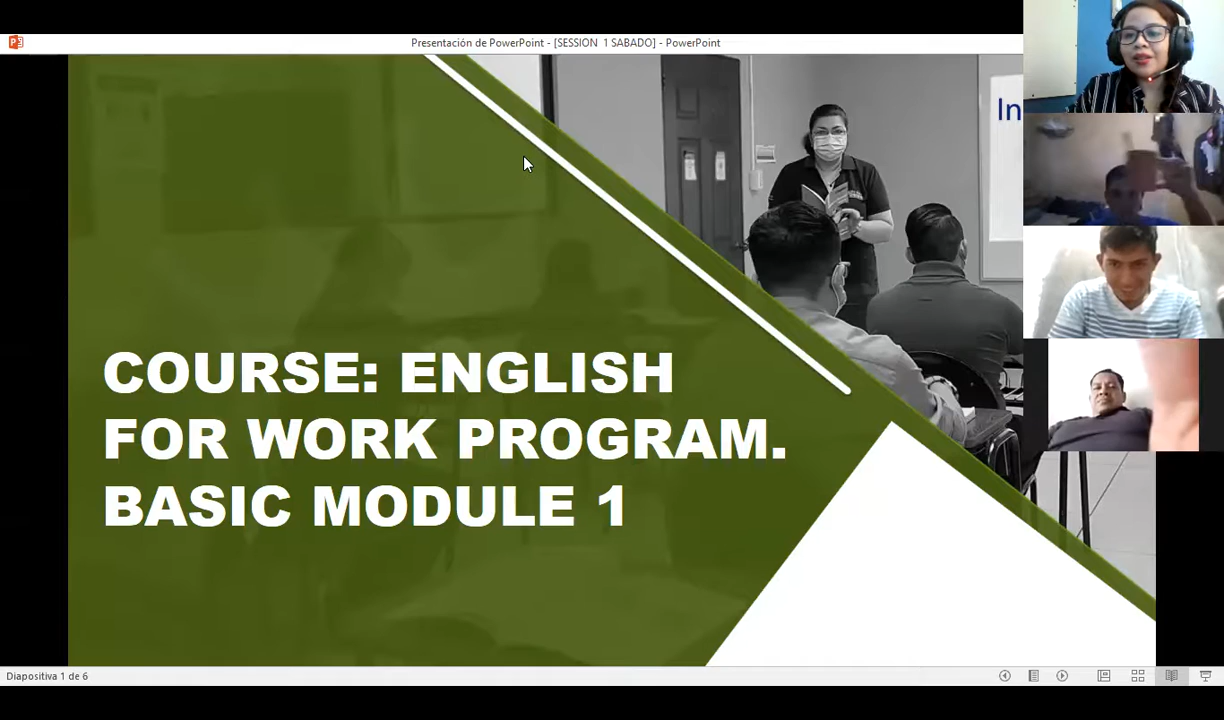 Presentación de PowerPoint - [SESSION 1 SABADO] - PowerPoint
In
COURSE: ENGLISH
FOR WORK PROGRAM.
BASIC MODULE 1
Diapositiva 1 de 6